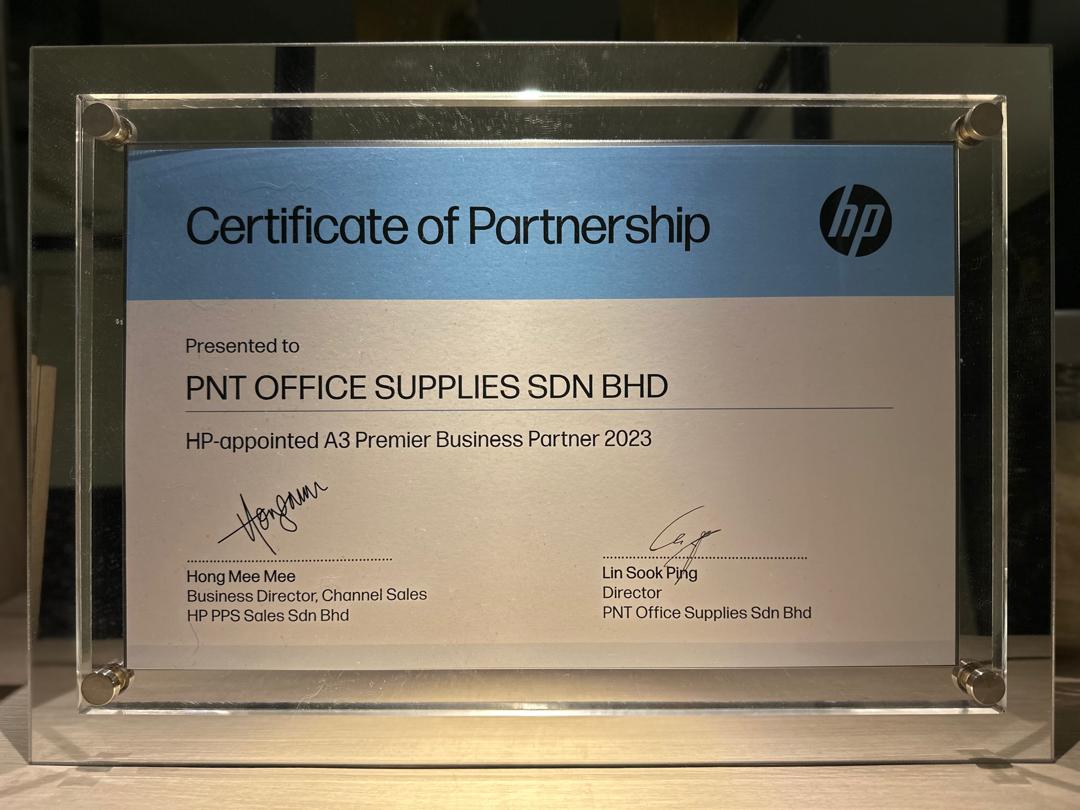 Certificate of Partnership
hp
Presented to
PNT OFFICE SUPPLIES SDN BHD
HP-appointed A3 Premier Business Partner 2023
Hong Mee Mee
Business Director, Channel Sales
HP PPS Sales Sdn Bhd
Lin Sook Ping
Director
PNT Office Supplies Sdn Bhd